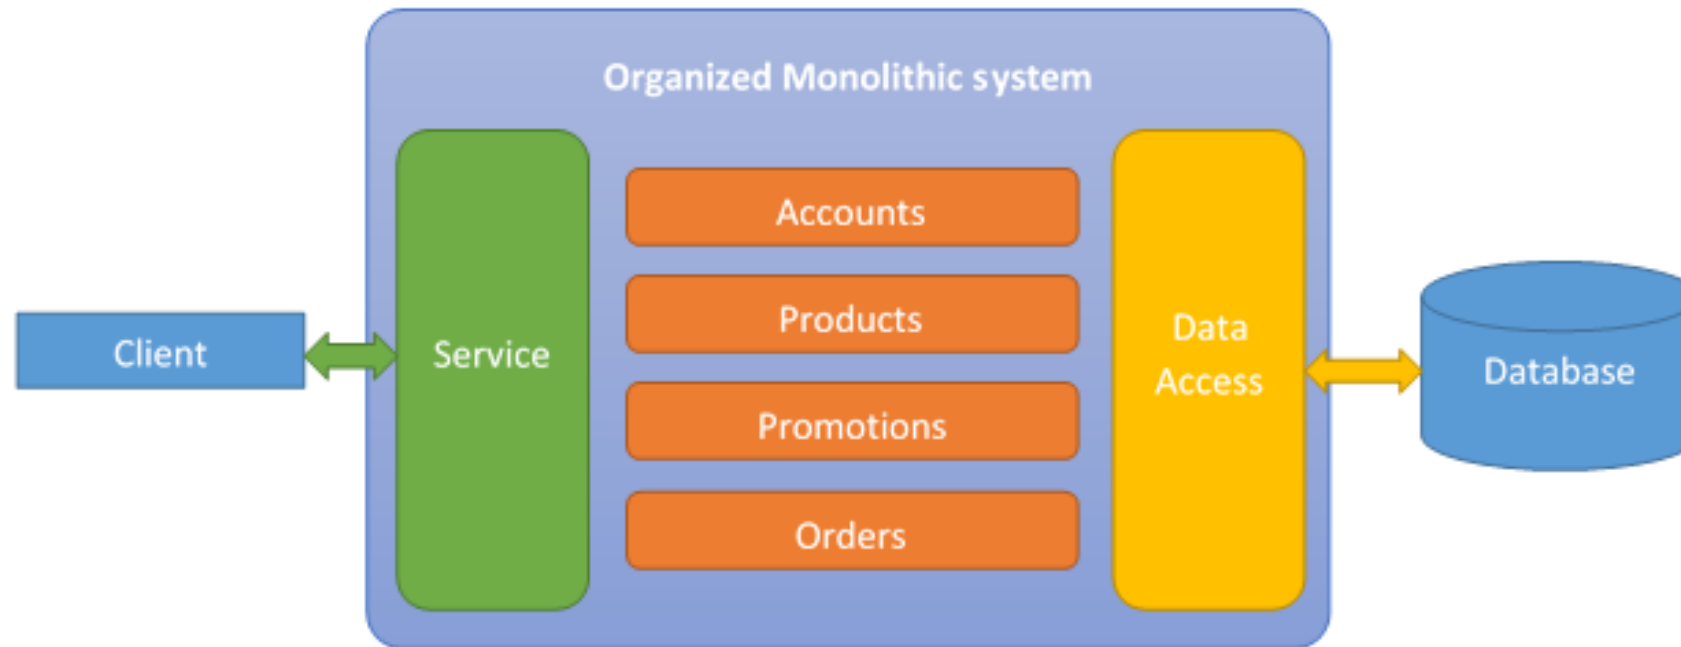 Organized Monolithic system
Client
Service
Accounts
Products
Promotions
Orders
Data
Access
Database